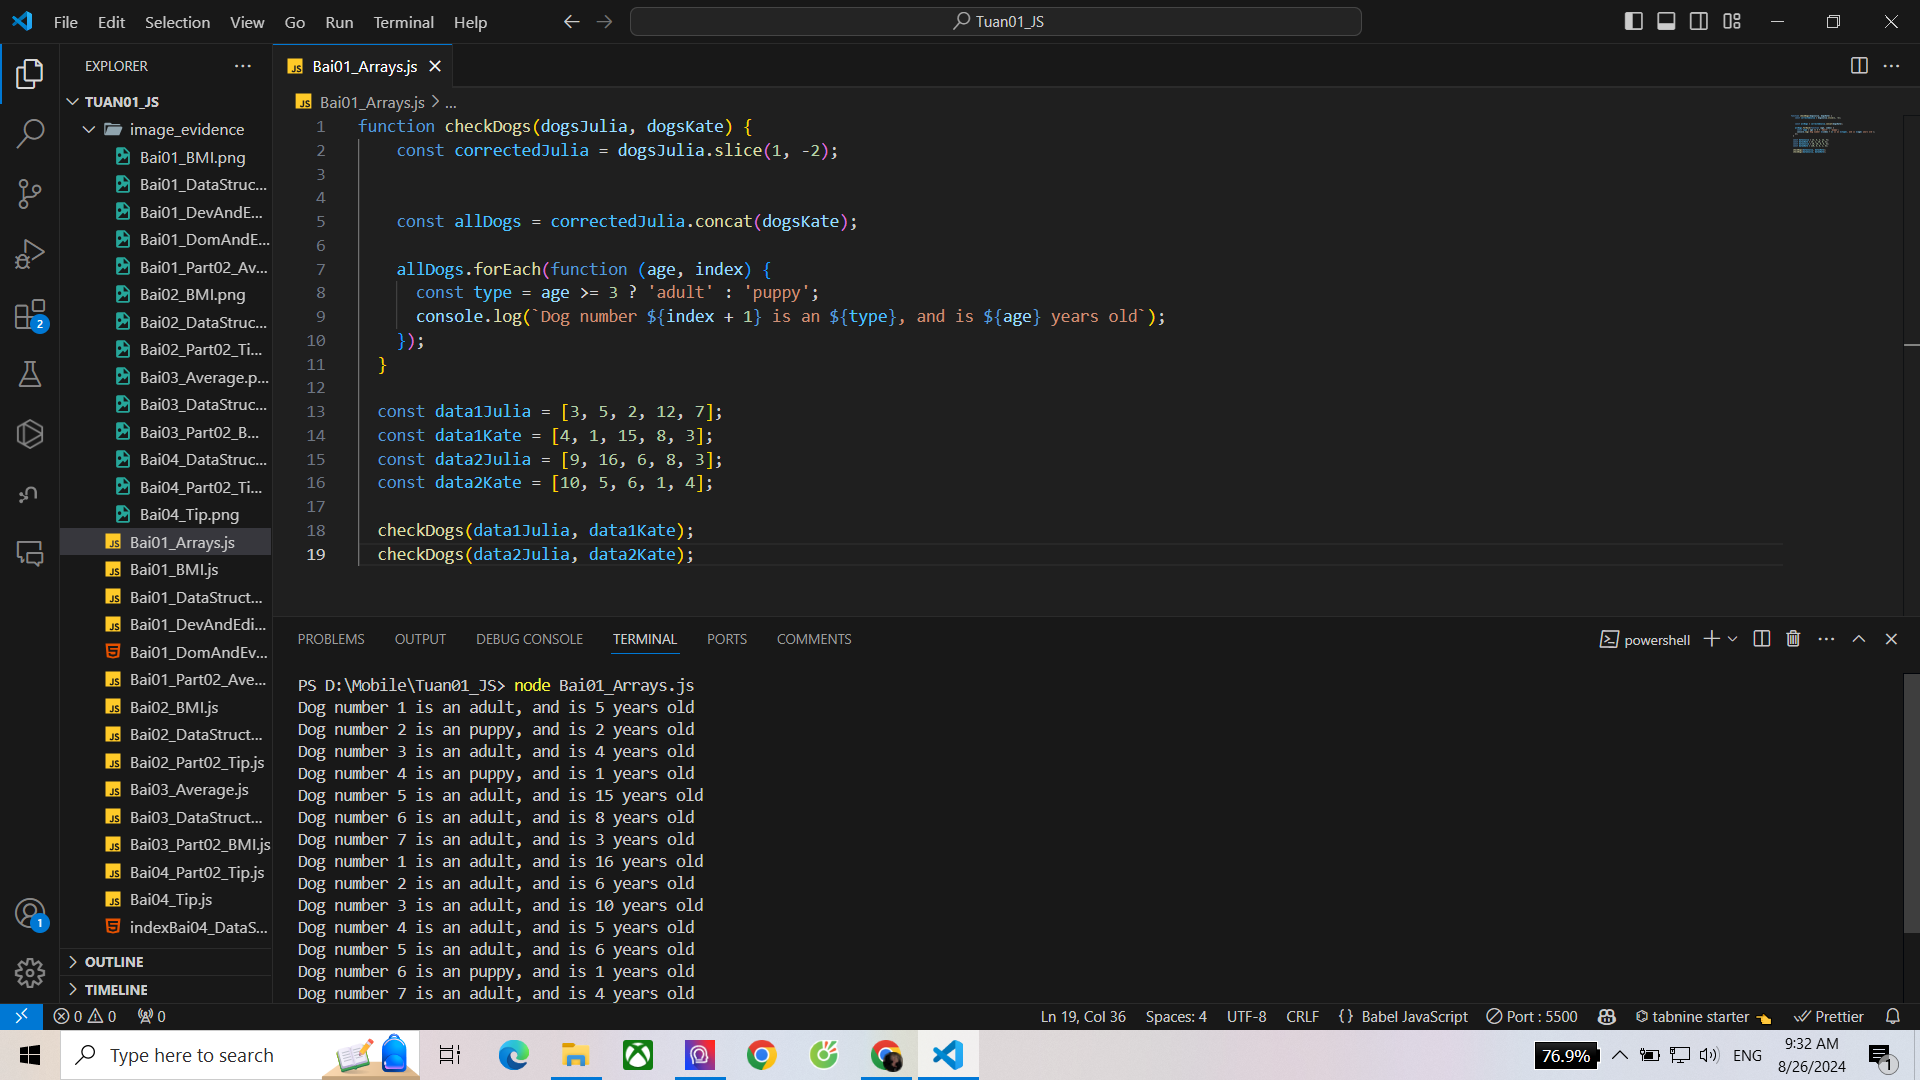 File Edit Selection View Go Run Terminal Help
Tuan01_JS
EXPLORER
TUAN01_JS
image_evidence
Bai01_BMI.png
Bai01_DataStruc...
Bai01_DevAndE...
Bai01_DomAndE...
Bai01_Part02_Av...
Bai02_BMI.png
Bai02_DataStruc...
Bai02_Part02_Ti...
Bai03_Average.p...
Bai03_DataStruc...
Bai03_Part02_B...
Bai04_DataStruc...
Bai04_Part02_Ti...
Bai04_Tip.png
Bai01_Arrays.js
Bai01_BMI.js
Bai01_DataStruct...
Bai01_DevAndEdi...
Bai01_DomAndEv...
Bai01_Part02_Ave...
Bai02_BMI.js
Bai02_DataStruct...
Bai02_Part02_Tip.js
Bai03_Average.js
Bai03_DataStruct...
Bai03_Part02_BMI.js
Bai04_Part02_Tip.js
Bai04_Tip.js
indexBai04_DataS...
OUTLINE
TIMELINE
2
1
JS Bai01_Arrays.js
JS Bai01_Arrays.js > ...
1 function checkDogs(dogsJulia, dogsKate) {
2 const correctedJulia = dogsJulia.slice(1, -2);
3
4
5 const allDogs = correctedJulia.concat(dogsKate);
6
7 allDogs.forEach(function (age, index) {
8 const type = age >= 3 ? 'adult' : 'puppy';
9 console.log(`Dog number ${index + 1} is an ${type}, and is ${age} years old`);
10 });
11 }
12
13 const data1Julia = [3, 5, 2, 12, 7];
14 const data1Kate = [4, 1, 15, 8, 3];
15 const data2Julia = [9, 16, 6, 8, 3];
16 const data2Kate = [10, 5, 6, 1, 4];
17
18 checkDogs(data1Julia, data1Kate);
19 checkDogs(data2Julia, data2Kate);
PROBLEMS OUTPUT DEBUG CONSOLE TERMINAL PORTS COMMENTS
powershell
PS D:\Mobile\Tuan01_JS> node Bai01_Arrays.js
Dog number 1 is an adult, and is 5 years old
Dog number 2 is an puppy, and is 2 years old
Dog number 3 is an adult, and is 4 years old
Dog number 4 is an puppy, and is 1 years old
Dog number 5 is an adult, and is 15 years old
Dog number 6 is an adult, and is 8 years old
Dog number 7 is an adult, and is 3 years old
Dog number 1 is an adult, and is 16 years old
Dog number 2 is an adult, and is 6 years old
Dog number 3 is an adult, and is 10 years old
Dog number 4 is an adult, and is 5 years old
Dog number 5 is an adult, and is 6 years old
Dog number 6 is an puppy, and is 1 years old
Dog number 7 is an adult, and is 4 years old
0 0 0
Ln 19, Col 36 Spaces: 4 UTF-8 CRLF {} Babel JavaScript Port : 5500 tabnine starter Prettier
Type here to search
76.9% ENG
9:32 AM
8/26/2024
1